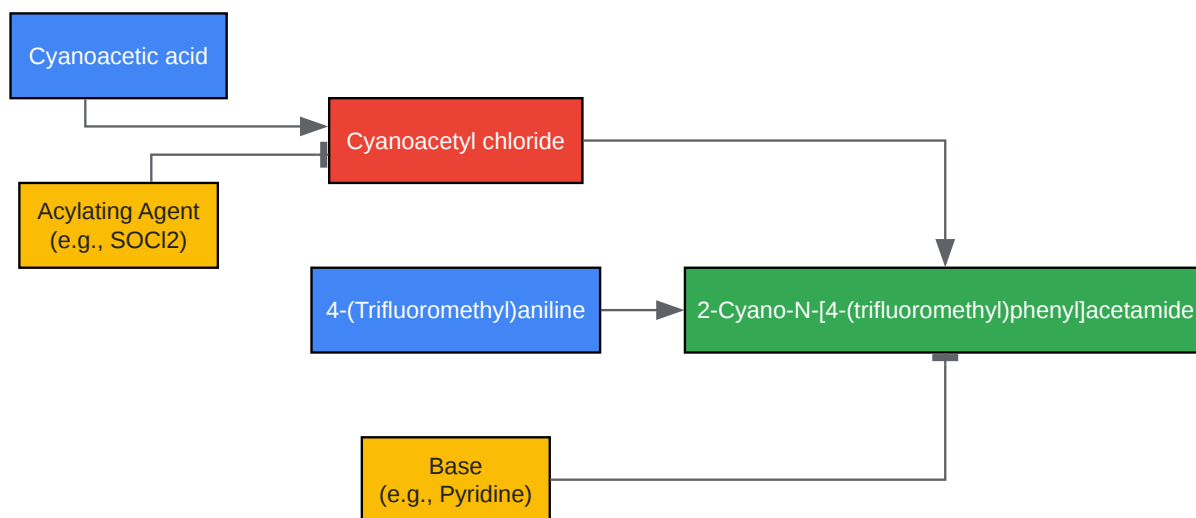 Cyanoacetic acid
Cyanoacetyl chloride
Acylating Agent
(e.g., SOCl2)
4-(Trifluoromethyl)aniline
2-Cyano-N-[4-(trifluoromethyl)phenyl]acetamide
Base
(e.g., Pyridine)